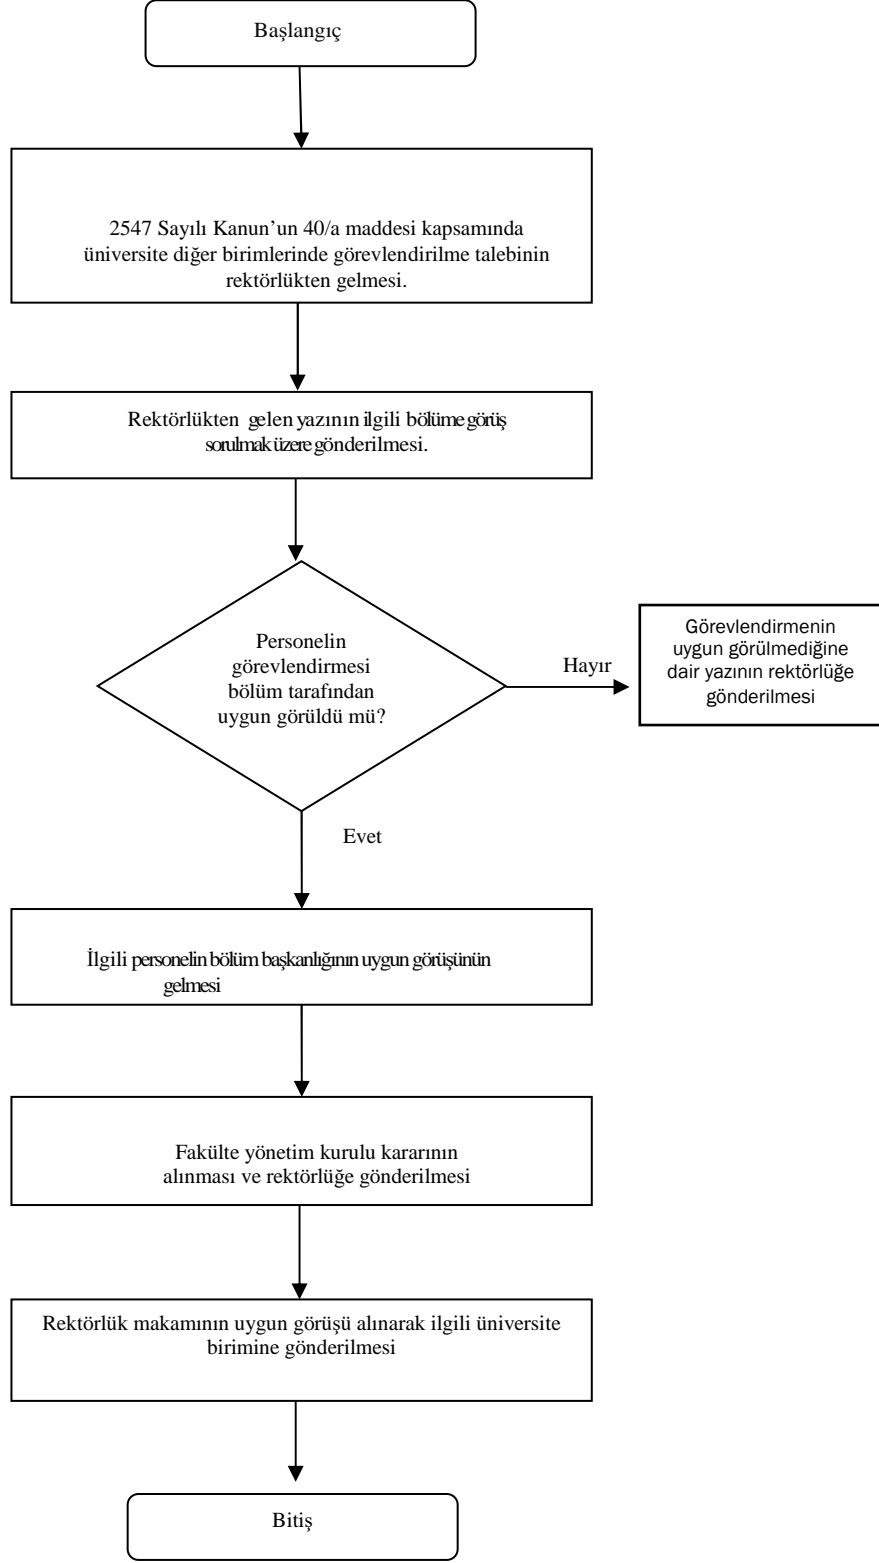 Başlangıç
2547 Sayılı Kanun’un 40/a maddesi kapsamında
üniversite diğer birimlerinde görevlendirilme talebinin
rektörlükten gelmesi.
Rektörlükten gelen yazının ilgili bölüme görüş
sorulmak üzere gönderilmesi.
Personelin
görevlendirmesi
bölüm tarafından
uygun görüldü mü?
Hayır
Görevlendirmenin
uygun görülmediğine
dair yazının rektörlüğe
gönderilmesi
Evet
İlgili personelin bölüm başkanlığının uygun görüşünün
gelmesi
Fakülte yönetim kurulu kararının
alınması ve rektörlüğe gönderilmesi
Rektörlük makamının uygun görüşü alınarak ilgili üniversite
birimine gönderilmesi
Bitiş